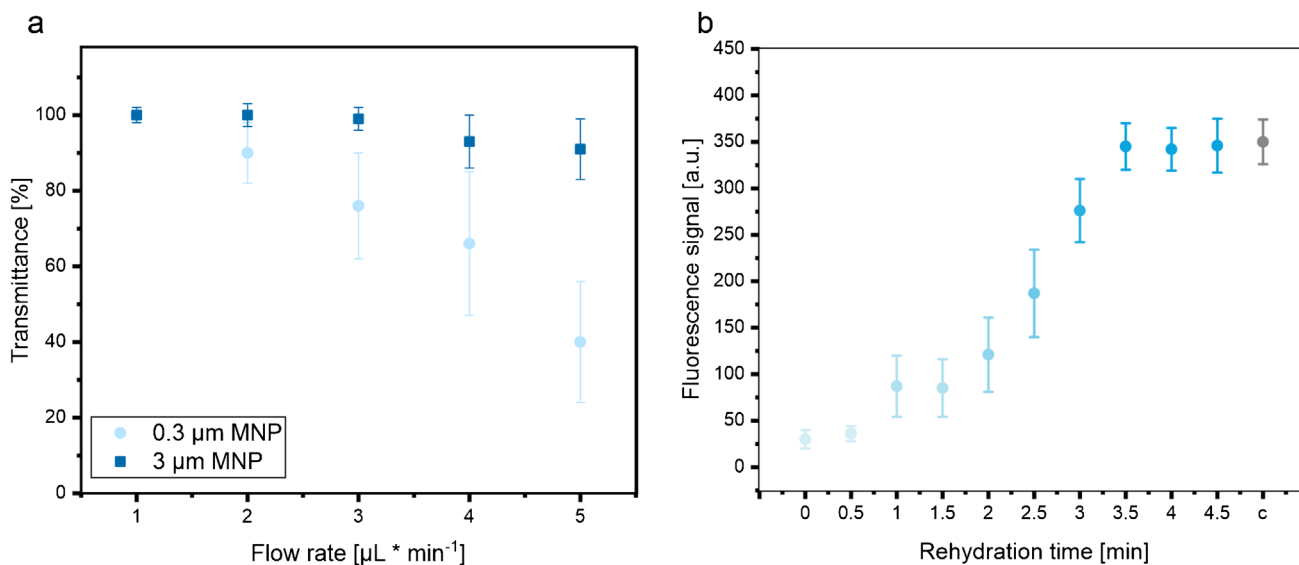 a
Transmittance [%]
100
80
60
40
20
0
0.3 µm MNP
3 µm MNP
1 2 3 4 5
Flow rate [µL * min⁻¹]
b
Fluorescence signal [a.u.]
450
400
350
300
250
200
150
100
50
0
0 0.5 1 1.5 2 2.5 3 3.5 4 4.5 c
Rehydration time [min]